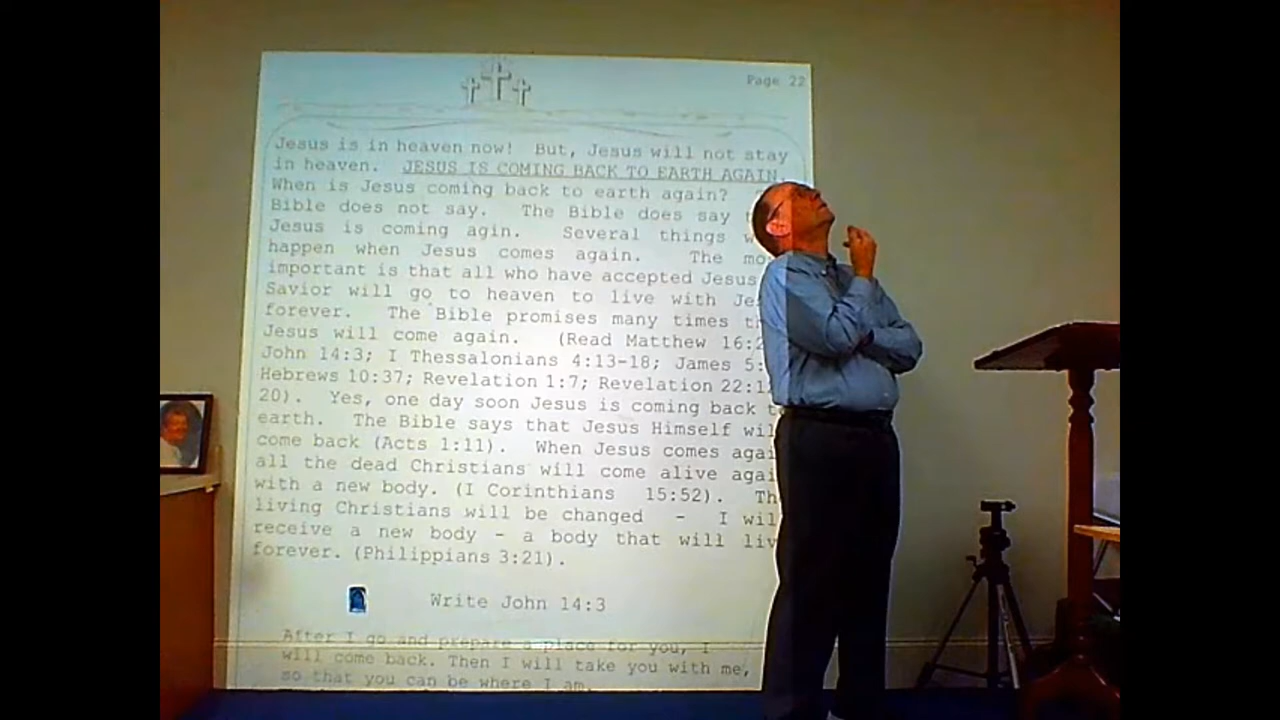 Page 22
Jesus is in heaven now! But, Jesus will not stay
in heaven. JESUS IS COMING BACK TO EARTH AGAIN.
When is Jesus coming back to earth again?
Bible does not say. The Bible does say
Jesus is coming agin. Several things
happen when Jesus comes again. The
important is that all who have accepted Jesus
Savior will go to heaven to live with
forever. The Bible promises many times
Jesus will come again. (Read Matthew 16:
John 14:3; I Thessalonians 4:13-18; James 5:
Hebrews 10:37; Revelation 1:7; Revelation 22:
20). Yes, one day soon Jesus is coming back
earth. The Bible says that Jesus Himself
come back (Acts 1:11). When Jesus comes
all the dead Christians will come alive
with a new body. (I Corinthians 15:52).
living Christians will be changed - I
receive a new body - a body that will
forever. (Philippians 3:21).
Write John 14:3
After I go and prepare a place for you, I
will come back. Then I will take you with me,
so that you can be where I am.